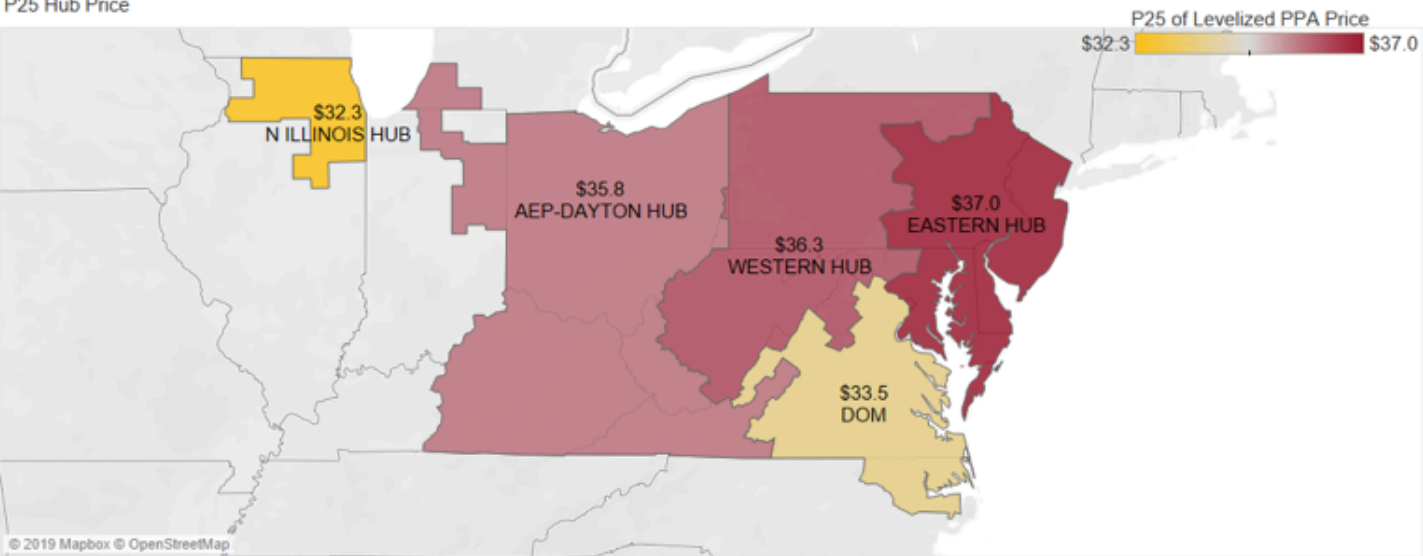 P25 Hub Price
P25 of Levelized PPA Price
$32.3 $37.0
$32.3
N ILLINOIS HUB
$35.8
AEP-DAYTON HUB
$37.0
EASTERN HUB
$36.3
WESTERN HUB
$33.5
DOM
© 2019 Mapbox © OpenStreetMap